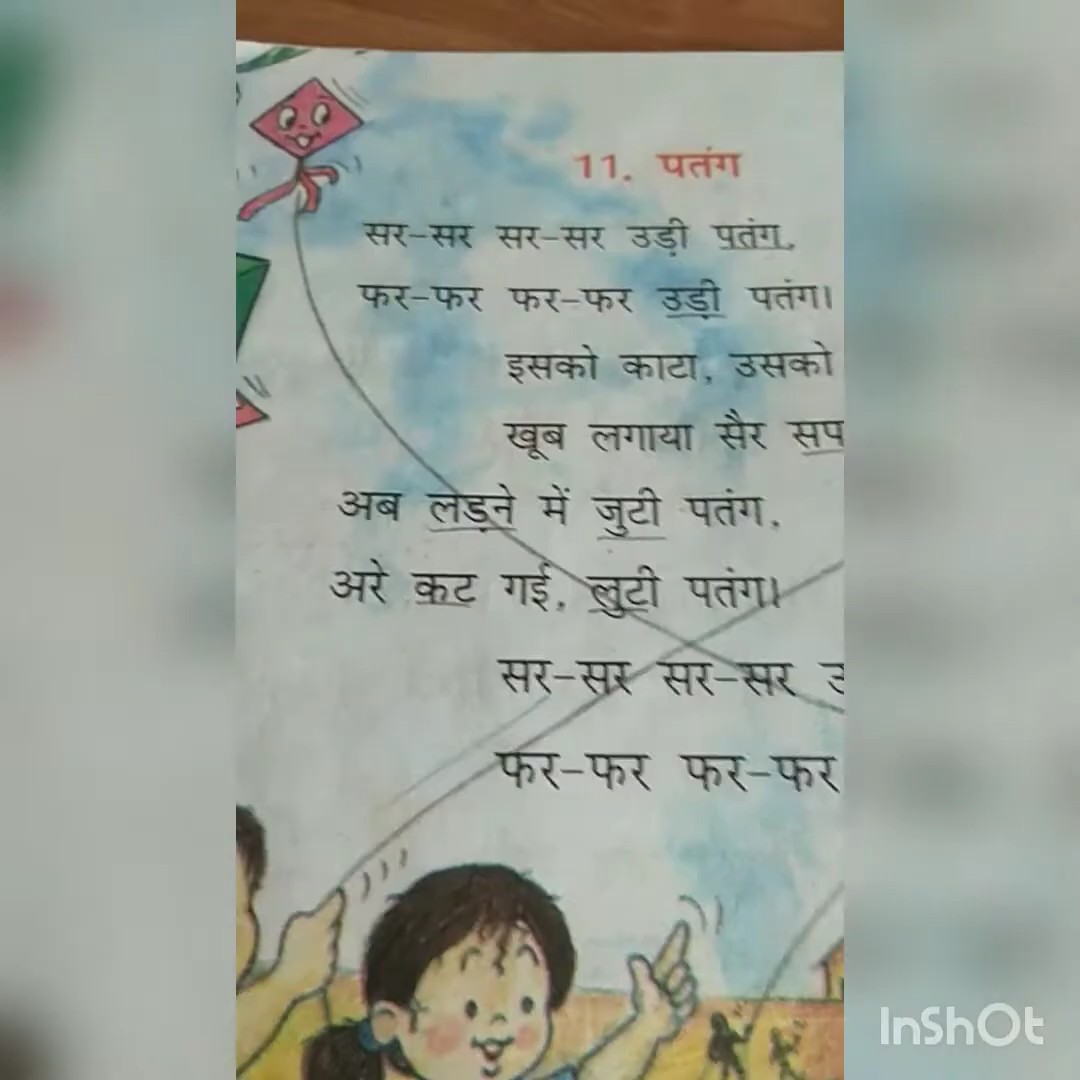 11. पतंग
सर-सर सर-सर उड़ी पतंग,
फर-फर फर-फर उड़ी पतंग।
इसको काटा, उसको
खूब लगाया सैर सप
अब लड़ने में जुटी पतंग,
अरे कट गई, लुटी पतंग।
सर-सर सर-सर
फर-फर फर-फर
InShOt